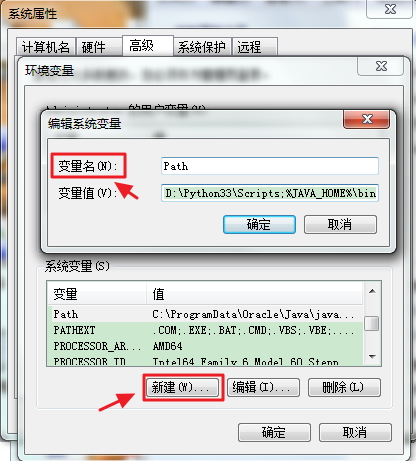 系统属性
计算机名 硬件 高级 系统保护 远程
环境变量
编辑系统变量
变量名(N): Path
变量值(V): D:\Python33\Scripts;%JAVA_HOME%\bin
确定 取消
系统变量(S)
变量 值
Path C:\ProgramData\Oracle\Java\java...
PATHEXT .COM;.EXE;.BAT;.CMD;.VBS;.VBE;....
PROCESSOR_AR... AMD64
PROCESSOR_ID Intel64 Family 6 Model 60 Stepp
新建(W)... 编辑(I)... 删除(L)
确定 取消